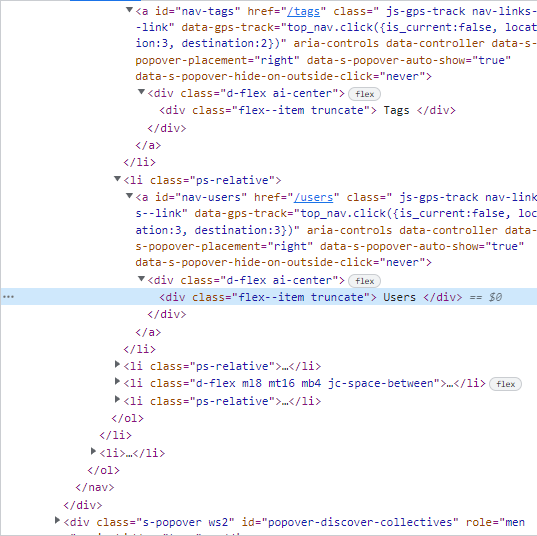 <a id="nav-tags" href="/tags" class=" js-gps-track nav-links-
-link" data-gps-track="top_nav.click({is_current:false, locat
ion:3, destination:2})" aria-controls data-controller data-s-
popover-placement="right" data-s-popover-auto-show="true"
data-s-popover-hide-on-outside-click="never">
<div class="d-flex ai-center"> flex
<div class="flex--item truncate"> Tags </div>
</div>
</a>
</li>
<li class="ps-relative">
<a id="nav-users" href="/users" class=" js-gps-track nav-link
s--link" data-gps-track="top_nav.click({is_current:false, loc
ation:3, destination:3})" aria-controls data-controller data-
s-popover-placement="right" data-s-popover-auto-show="true"
data-s-popover-hide-on-outside-click="never">
<div class="d-flex ai-center"> flex
… <div class="flex--item truncate"> Users </div> == $0
</div>
</a>
</li>
<li class="ps-relative">…</li>
<li class="d-flex ml8 mt16 mb4 jc-space-between">…</li> flex
<li class="ps-relative">…</li>
</ol>
</li>
<li>…</li>
</ol>
</nav>
</div>
<div class="s-popover ws2" id="popover-discover-collectives" role="men